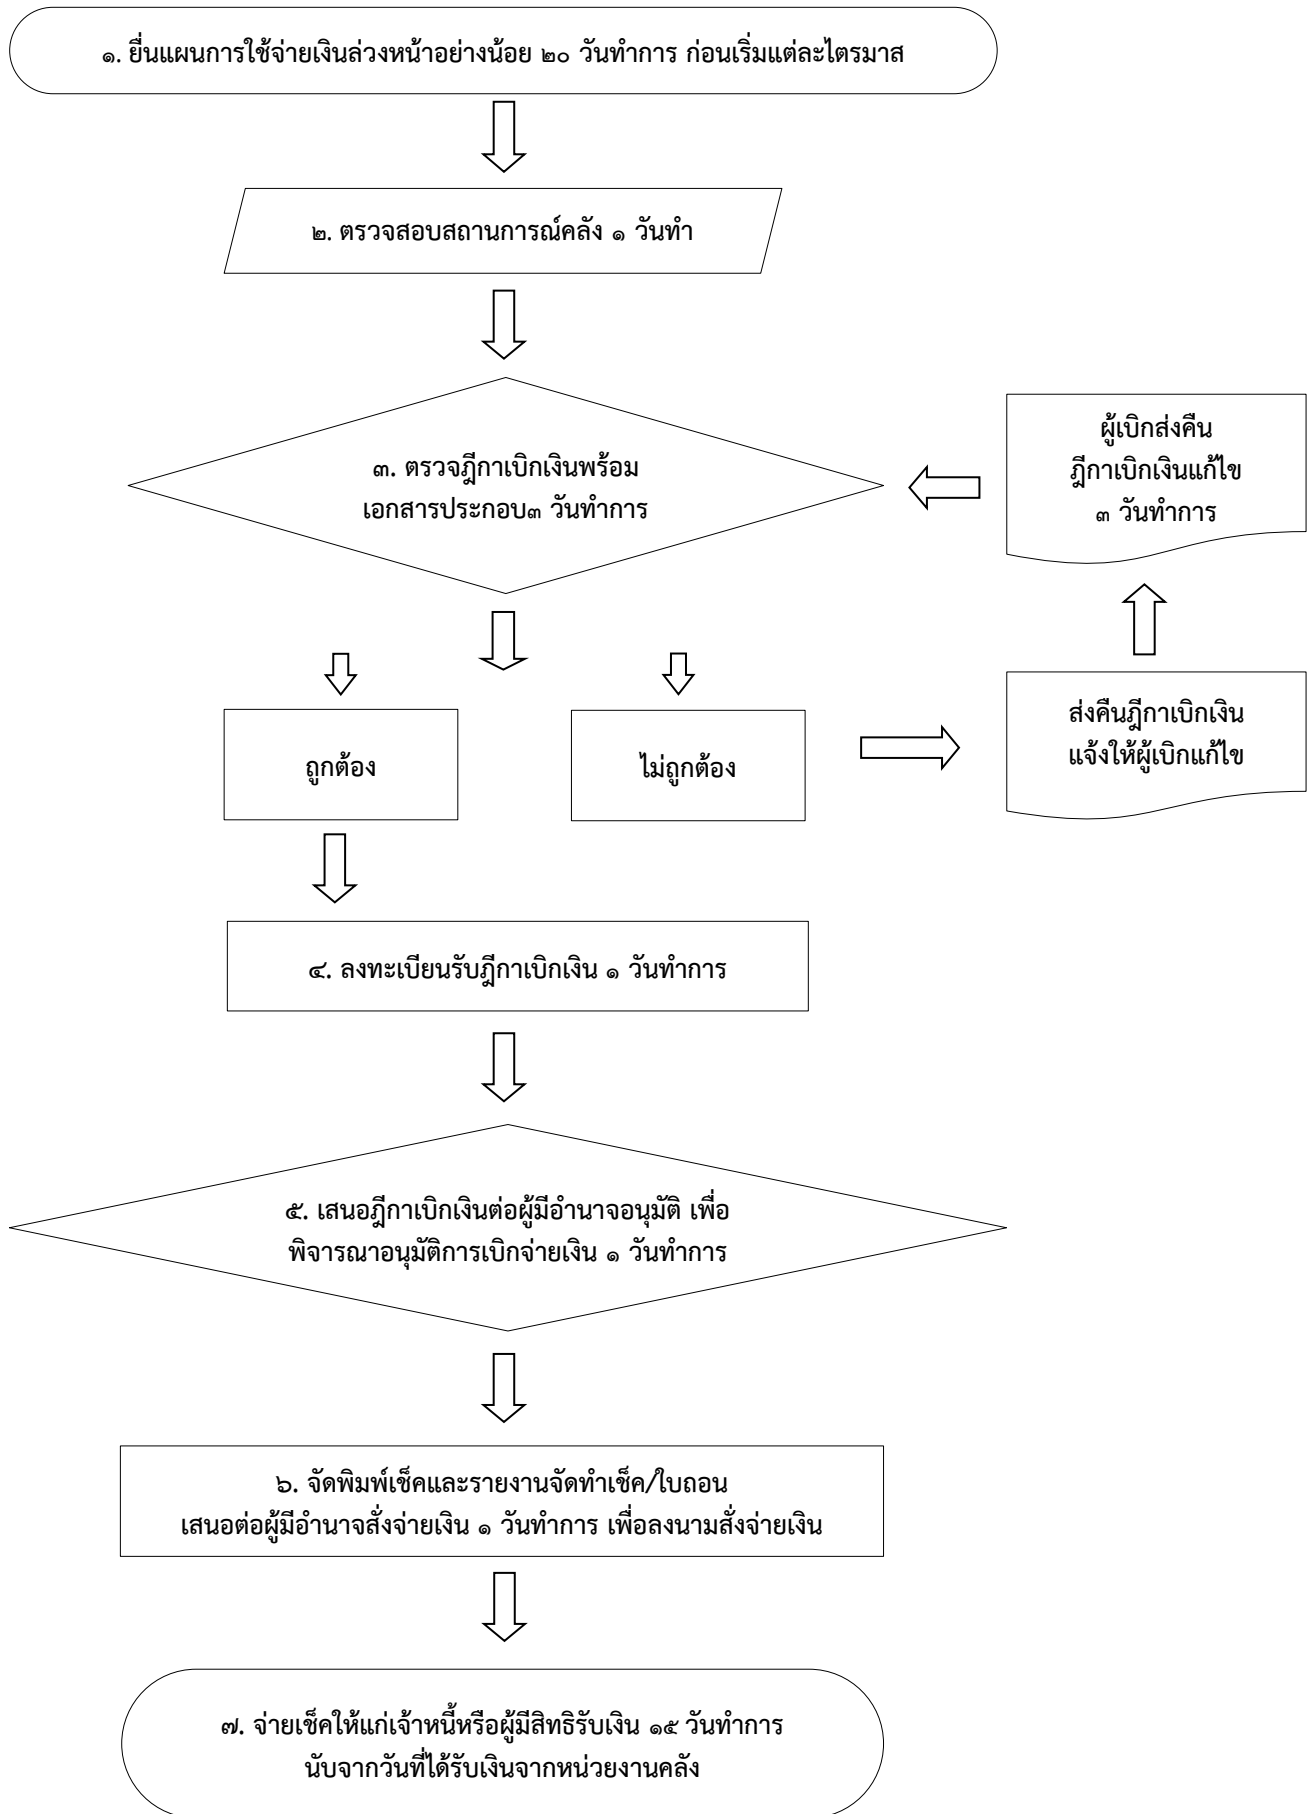 ๑. ยื่นแผนการใช้จ่ายเงินล่วงหน้าอย่างน้อย ๒๐ วันทำการ ก่อนเริ่มแต่ละไตรมาส
๒. ตรวจสอบสถานการณ์คลัง ๑ วันทำ
๓. ตรวจฎีกาเบิกเงินพร้อม
เอกสารประกอบ๓ วันทำการ
ผู้เบิกส่งคืน
ฎีกาเบิกเงินแก้ไข
๓ วันทำการ
ถูกต้อง
ไม่ถูกต้อง
ส่งคืนฎีกาเบิกเงิน
แจ้งให้ผู้เบิกแก้ไข
๔. ลงทะเบียนรับฎีกาเบิกเงิน ๑ วันทำการ
๕. เสนอฎีกาเบิกเงินต่อผู้มีอำนาจอนุมัติ เพื่อ
พิจารณาอนุมัติการเบิกจ่ายเงิน ๑ วันทำการ
๖. จัดพิมพ์เช็คและรายงานจัดทำเช็ค/ใบถอน
เสนอต่อผู้มีอำนาจสั่งจ่ายเงิน ๑ วันทำการ เพื่อลงนามสั่งจ่ายเงิน
๗. จ่ายเช็คให้แก่เจ้าหนี้หรือผู้มีสิทธิรับเงิน ๑๕ วันทำการ
นับจากวันที่ได้รับเงินจากหน่วยงานคลัง